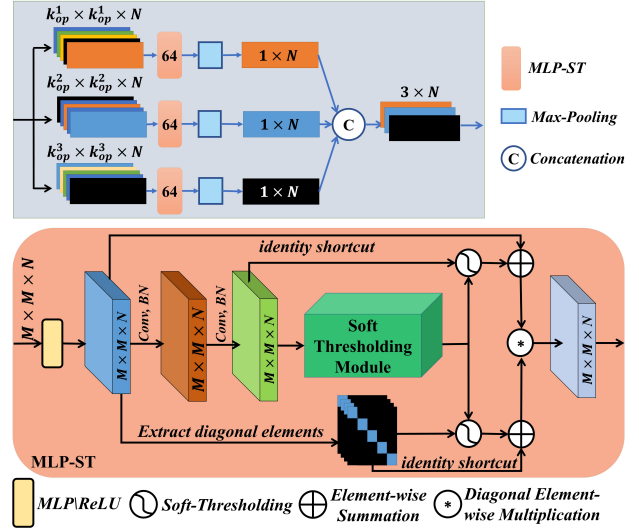 k¹op × k¹op × N
64
1 × N
k²op × k²op × N
64
1 × N
k³op × k³op × N
64
1 × N
C
3 × N
MLP-ST
Max-Pooling
C
Concatenation
identity shortcut
M × M × N
M × M × N
Conv, BN
M × M × N
Conv, BN
M × M × N
Soft
Thresholding
Module
*
M × M × N
Extract diagonal elements
identity shortcut
MLP-ST
MLP\ReLU
Soft-Thresholding
Element-wise
Summation
*
Diagonal Element-
wise Multiplication